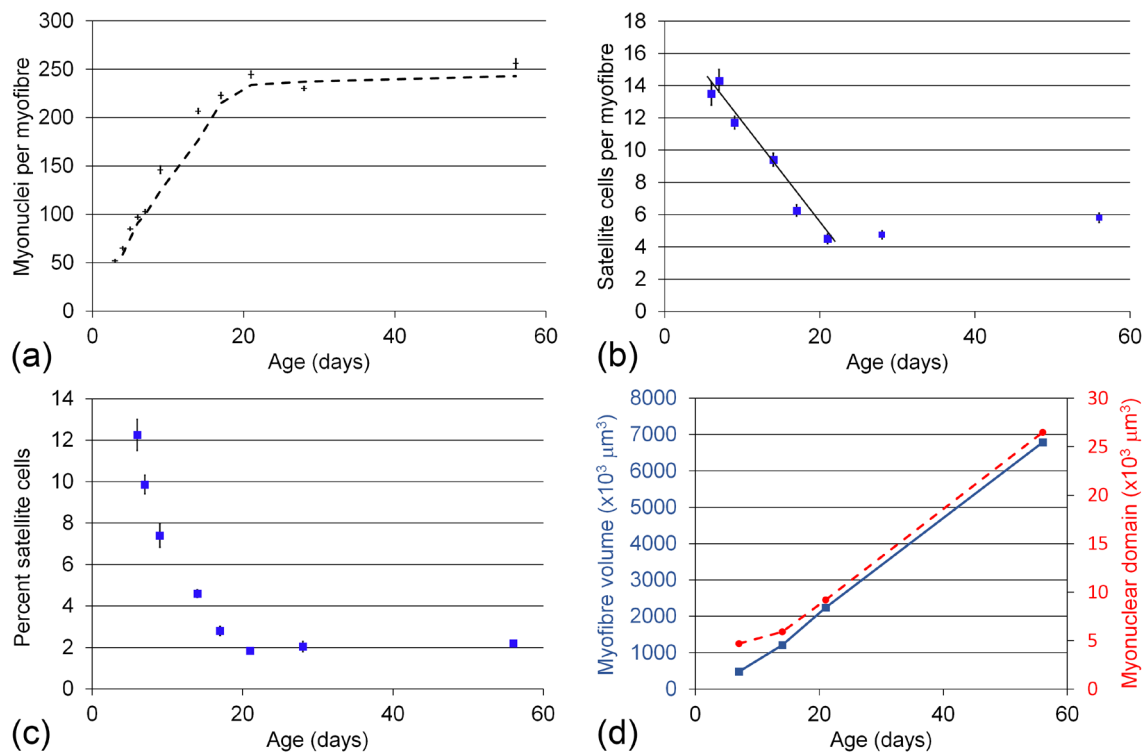 300
250
200
150
100
50
0
0 20 40 60
Myonuclei per myofibre
Age (days)
(a)
18
16
14
12
10
8
6
4
2
0
0 20 40 60
Satellite cells per myofibre
Age (days)
(b)
14
12
10
8
6
4
2
0
0 20 40 60
Percent satellite cells
Age (days)
(c)
8000
7000
6000
5000
4000
3000
2000
1000
0
0 20 40 60
Myofibre volume (x10³ µm³)
30
25
20
15
10
5
0
Myonuclear domain (x10³ µm³)
Age (days)
(d)